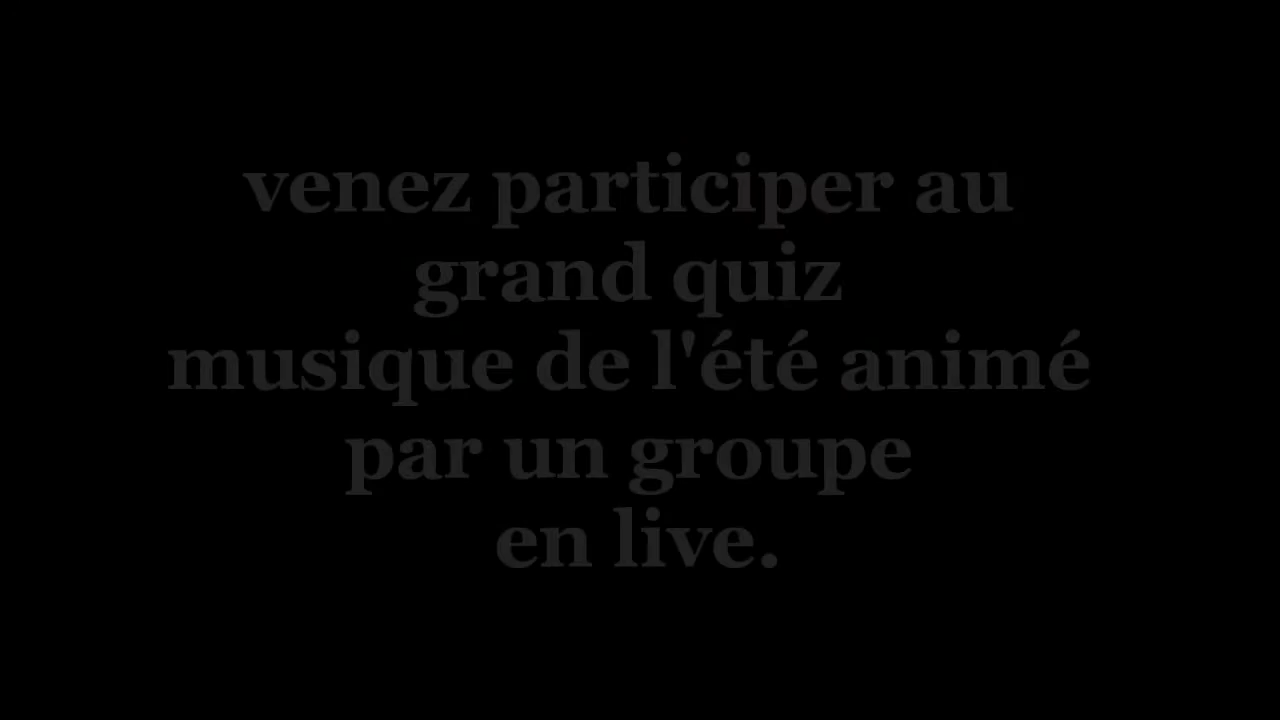 venez participer au
grand quiz
musique de l'été animé
par un groupe
en live.